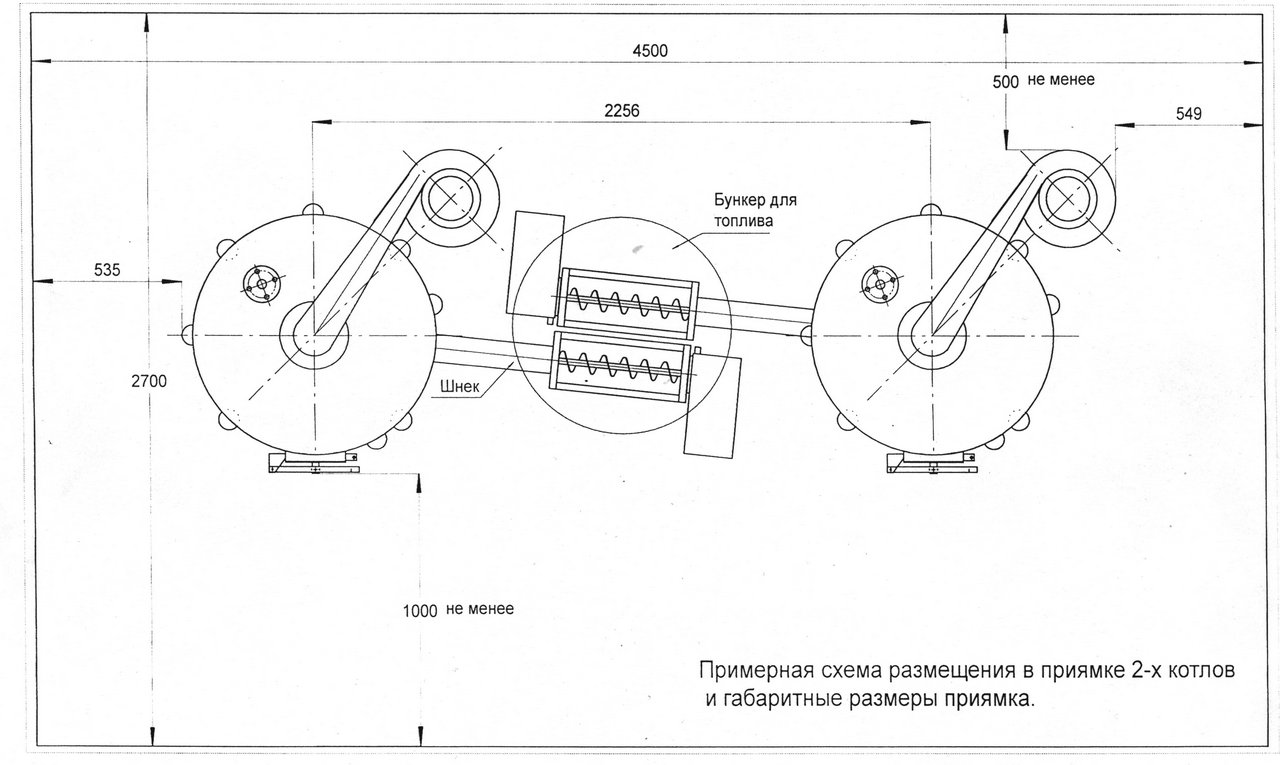 4500
500 не менее
2256
549
Бункер для
топлива
535
2700
Шнек
1000 не менее
Примерная схема размещения в приямке 2-х котлов
и габаритные размеры приямка.